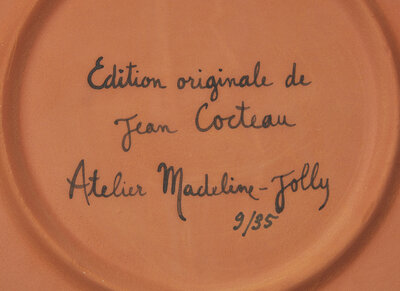 Edition originale de
Jean Cocteau
Atelier Madeline-Jolly
9/35